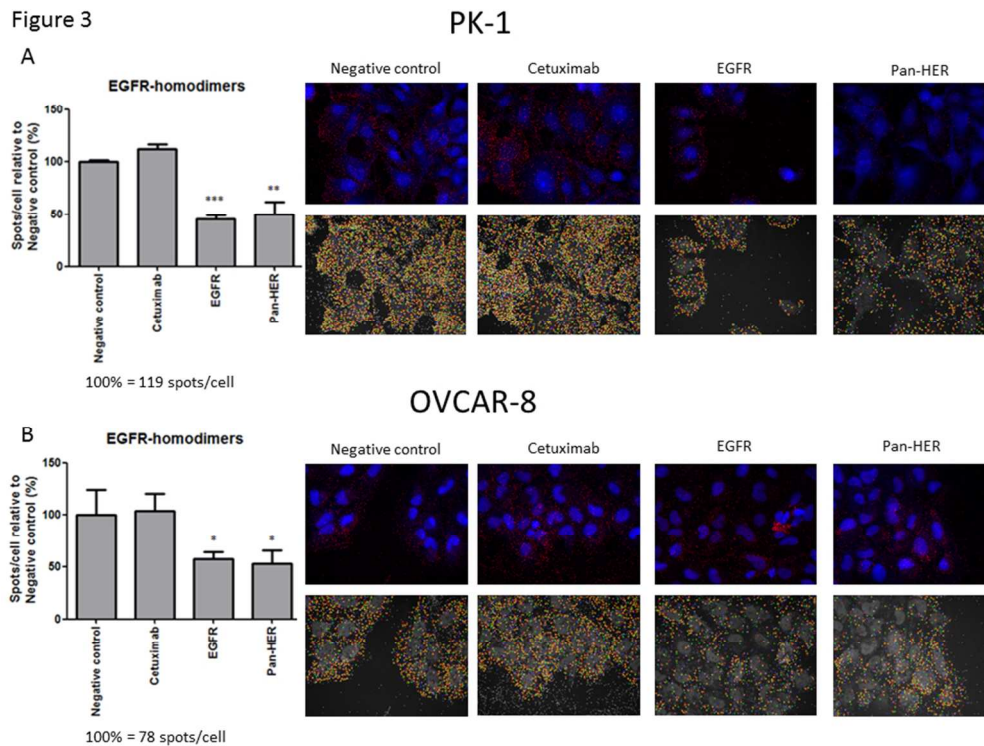 Figure 3
PK-1
A
EGFR-homodimers
Spots/cell relative to
Negative control (%)
150
100
50
0
Negative control
Cetuximab
EGFR
Pan-HER
***
**
100% = 119 spots/cell
Negative control
Cetuximab
EGFR
Pan-HER
OVCAR-8
B
EGFR-homodimers
Spots/cell relative to
Negative control (%)
150
100
50
0
Negative control
Cetuximab
EGFR
Pan-HER
*
*
100% = 78 spots/cell
Negative control
Cetuximab
EGFR
Pan-HER